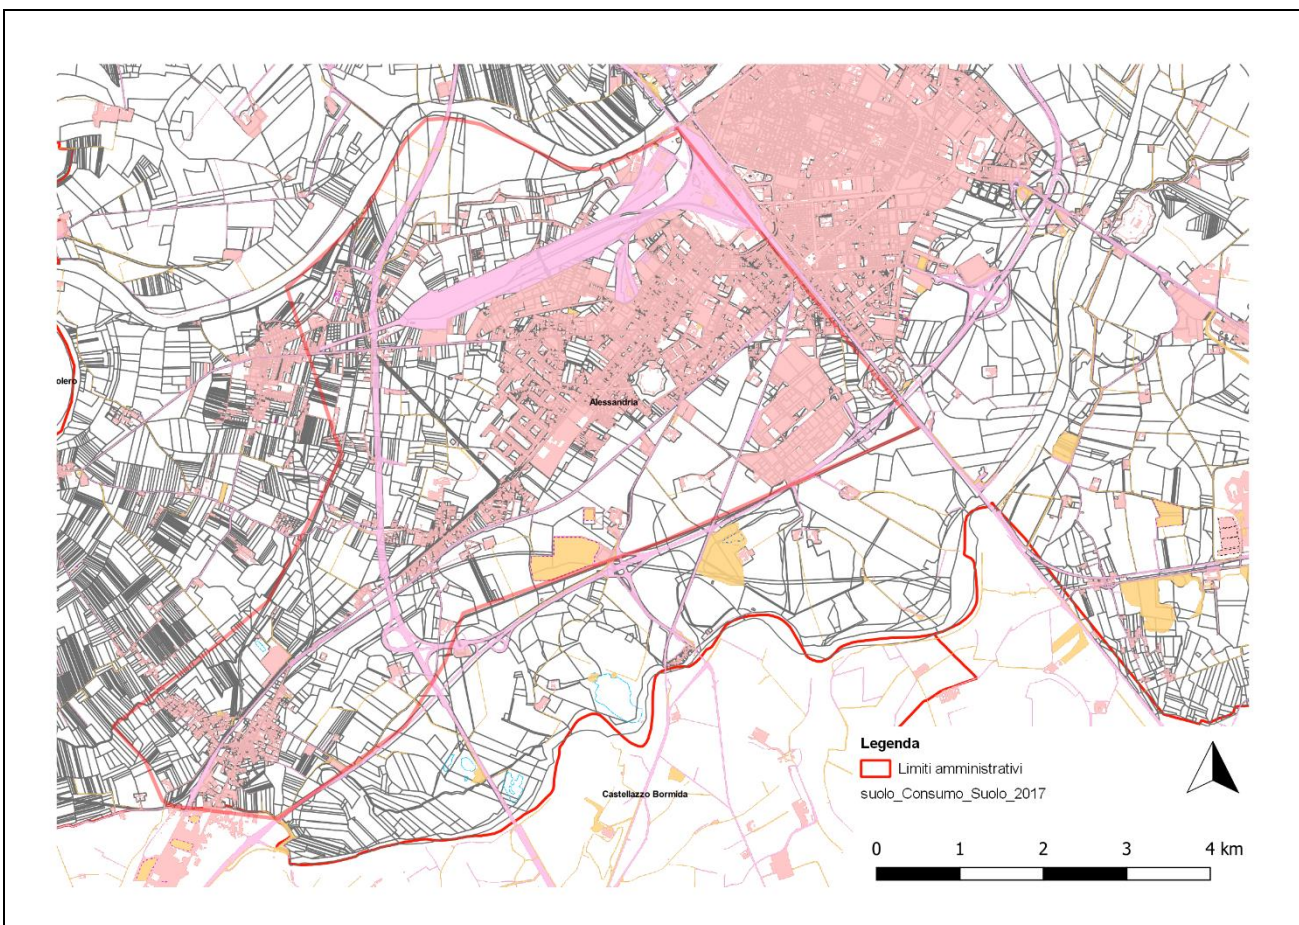 olero
Alessandria
Castellazzo Bormida
Legenda
Limiti amministrativi
suolo_Consumo_Suolo_2017
0 1 2 3 4 km